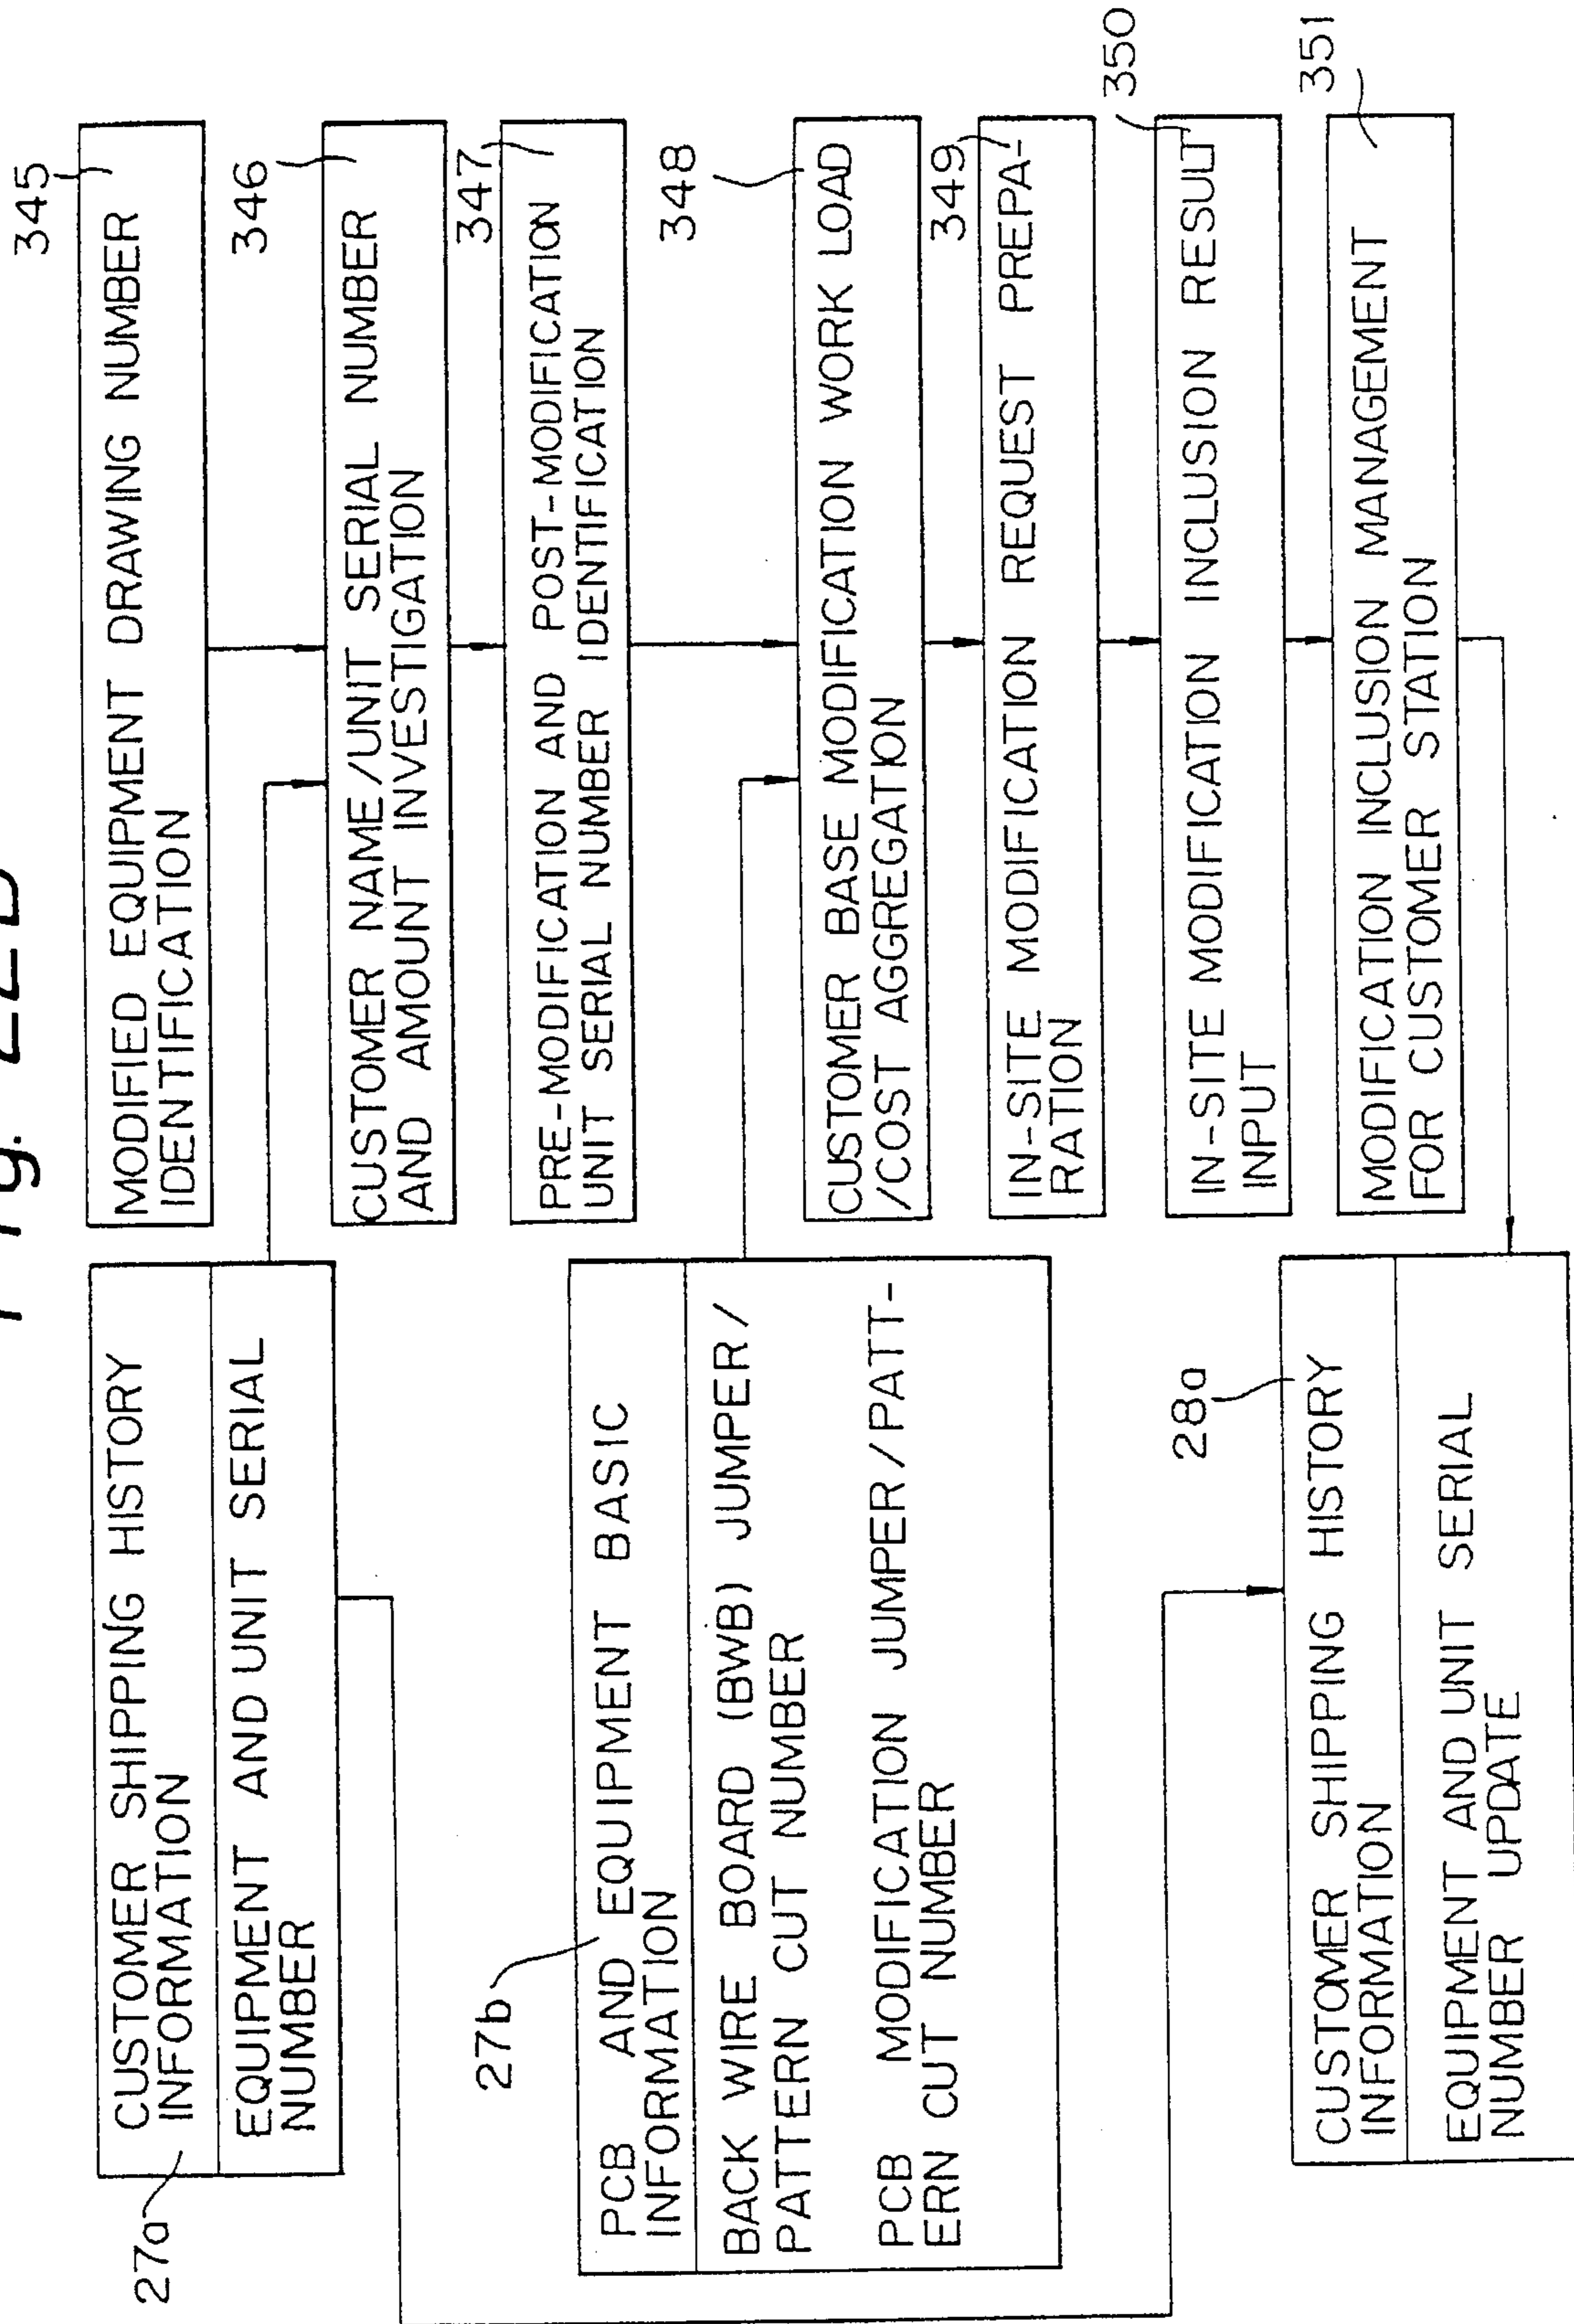 Fig.
27a
CUSTOMER SHIPPING HISTORY
INFORMATION
EQUIPMENT AND UNIT SERIAL
NUMBER
27b
PCB AND EQUIPMENT BASIC
INFORMATION
BACK WIRE BOARD (BWB) JUMPER/
PATTERN CUT NUMBER
PCB MODIFICATION JUMPER/PATT-
ERN CUT NUMBER
28a
CUSTOMER SHIPPING HISTORY
INFORMATION
EQUIPMENT AND UNIT SERIAL
NUMBER UPDATE
345
MODIFIED EQUIPMENT DRAWING NUMBER
IDENTIFICATION
346
CUSTOMER NAME/UNIT SERIAL NUMBER
AND AMOUNT INVESTIGATION
347
PRE-MODIFICATION AND POST-MODIFICATION
UNIT SERIAL NUMBER IDENTIFICATION
348
CUSTOMER BASE MODIFICATION WORK LOAD
/COST AGGREGATION
349
IN-SITE MODIFICATION REQUEST PREPA-
RATION
350
IN-SITE MODIFICATION INCLUSION RESULT
INPUT
351
MODIFICATION INCLUSION MANAGEMENT
FOR CUSTOMER STATION